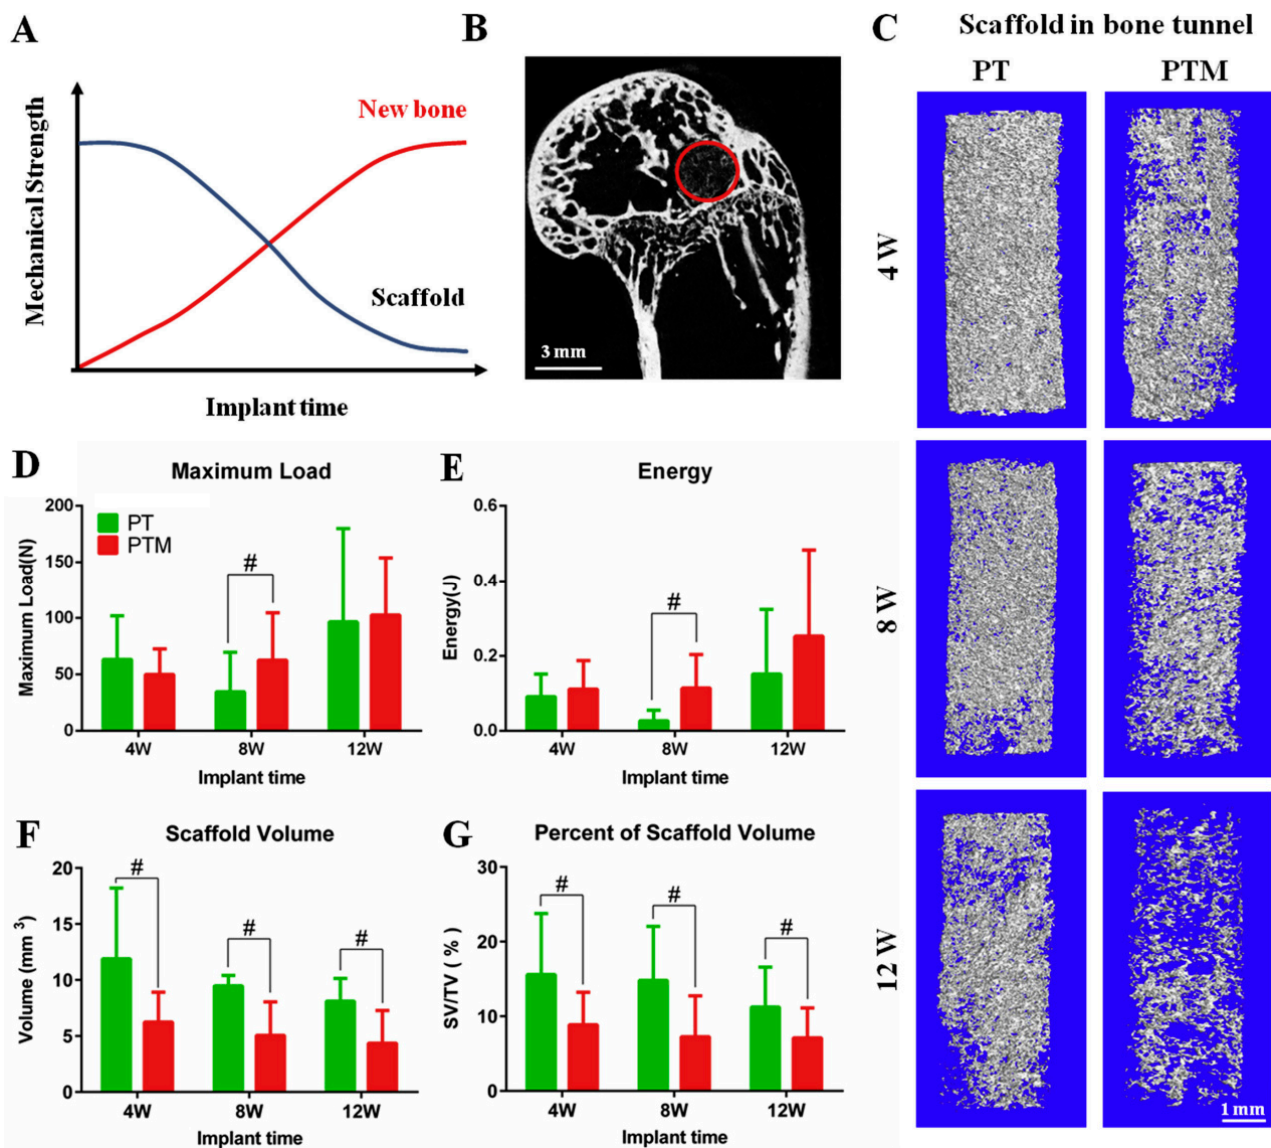 A
Mechanical Strength
New bone
Scaffold
Implant time
B
3 mm
C
Scaffold in bone tunnel
PT
PTM
4 W
8 W
12 W
1 mm
D
Maximum Load
Maximum Load(N)
200
150
100
50
0
PT
PTM
#
4W
8W
12W
Implant time
E
Energy
Energy(J)
0.6
0.4
0.2
0.0
#
4W
8W
12W
Implant time
F
Scaffold Volume
Volume (mm 3)
20
15
10
5
0
#
#
#
4W
8W
12W
Implant time
G
Percent of Scaffold Volume
SV/TV ( % )
30
20
10
0
#
#
#
4W
8W
12W
Implant time